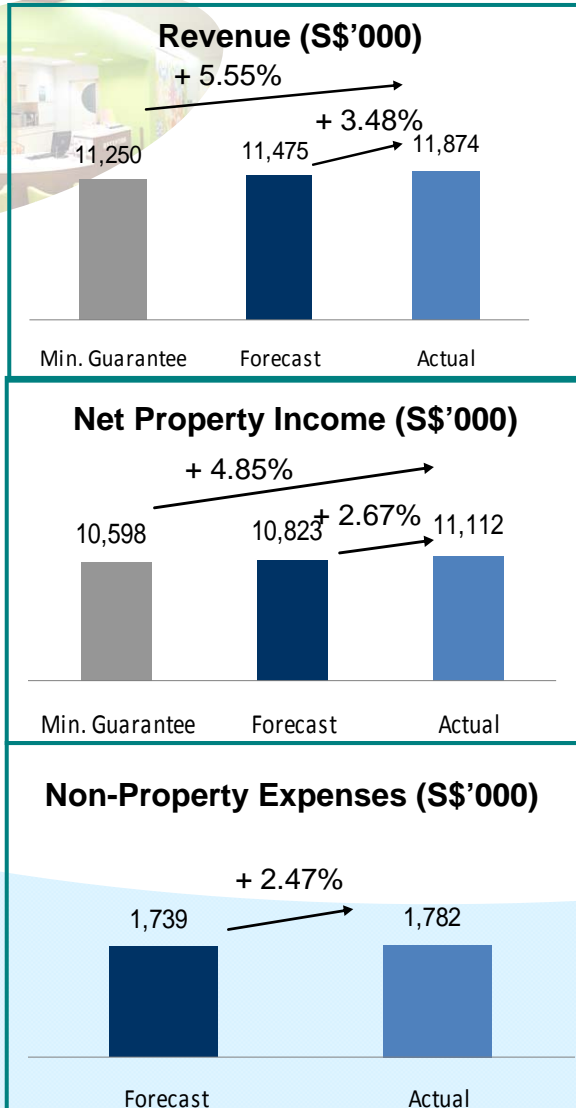 Revenue (S$'000)
+ 5.55%
+ 3.48%
11,250
11,475
11,874
Min. Guarantee Forecast Actual
Net Property Income (S$'000)
+ 4.85%
+ 2.67%
10,598
10,823
11,112
Min. Guarantee Forecast Actual
Non-Property Expenses (S$'000)
+ 2.47%
1,739
1,782
Forecast Actual